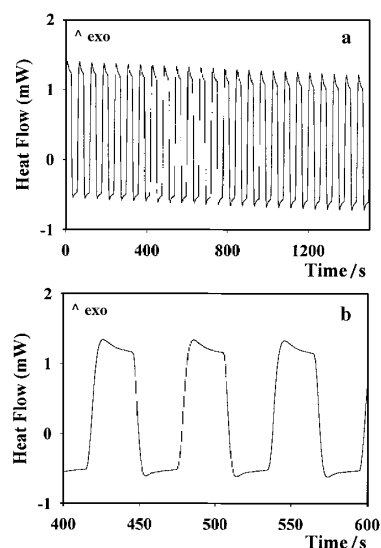 ^ exo
a
2
1
0
-1
Heat Flow (mW)
0
400
800
1200
Time /s
^ exo
b
2
1
0
-1
Heat Flow (mW)
400
450
500
550
600
Time /s